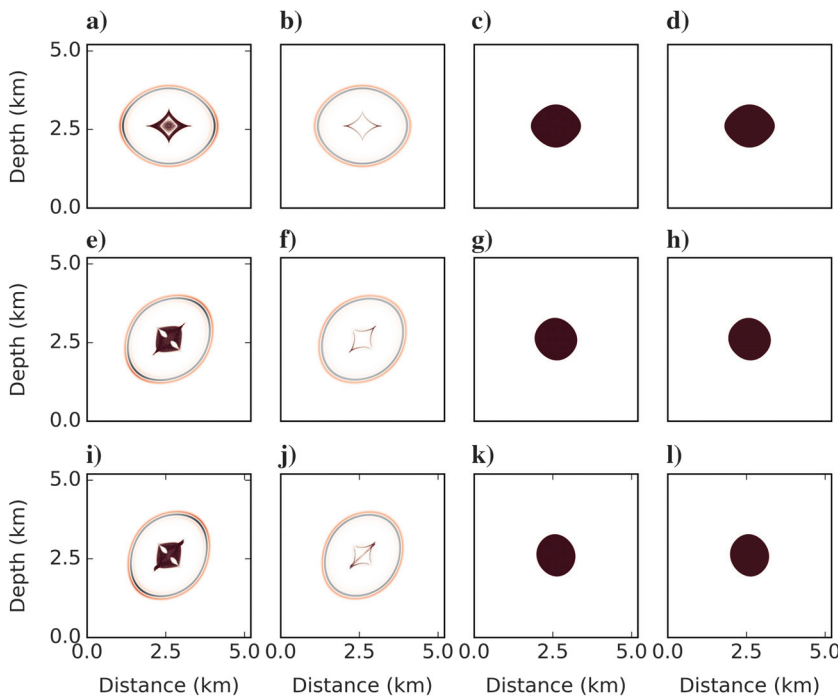 a) b) c) d)
5.0
Depth (km)
2.5
0.0
e) f) g) h)
5.0
Depth (km)
2.5
0.0
i) j) k) l)
5.0
Depth (km)
2.5
0.0
0.0 2.5 5.0 0.0 2.5 5.0 0.0 2.5 5.0 0.0 2.5 5.0
Distance (km) Distance (km) Distance (km) Distance (km)